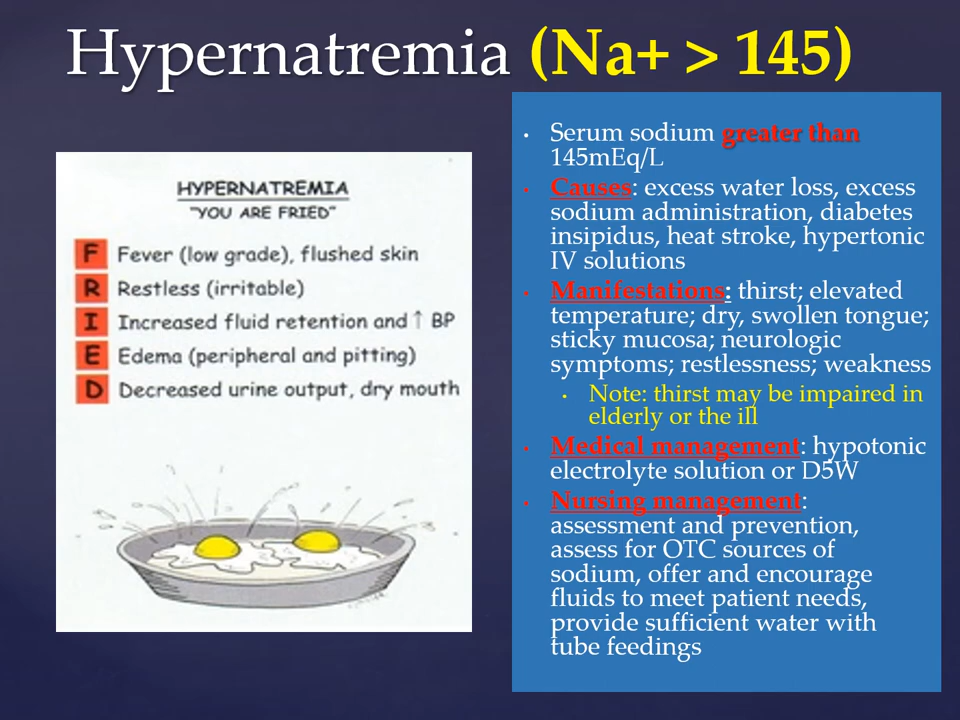 Hypernatremia (Na+ > 145)
HYPERNATREMIA
"YOU ARE FRIED"
F Fever (low grade), flushed skin
R Restless (irritable)
I Increased fluid retention and ↑ BP
E Edema (peripheral and pitting)
D Decreased urine output, dry mouth
• Serum sodium greater than
145mEq/L
• Causes: excess water loss, excess
sodium administration, diabetes
insipidus, heat stroke, hypertonic
IV solutions
• Manifestations: thirst; elevated
temperature; dry, swollen tongue;
sticky mucosa; neurologic
symptoms; restlessness; weakness
• Note: thirst may be impaired in
elderly or the ill
• Medical management: hypotonic
electrolyte solution or D5W
• Nursing management:
assessment and prevention,
assess for OTC sources of
sodium, offer and encourage
fluids to meet patient needs,
provide sufficient water with
tube feedings